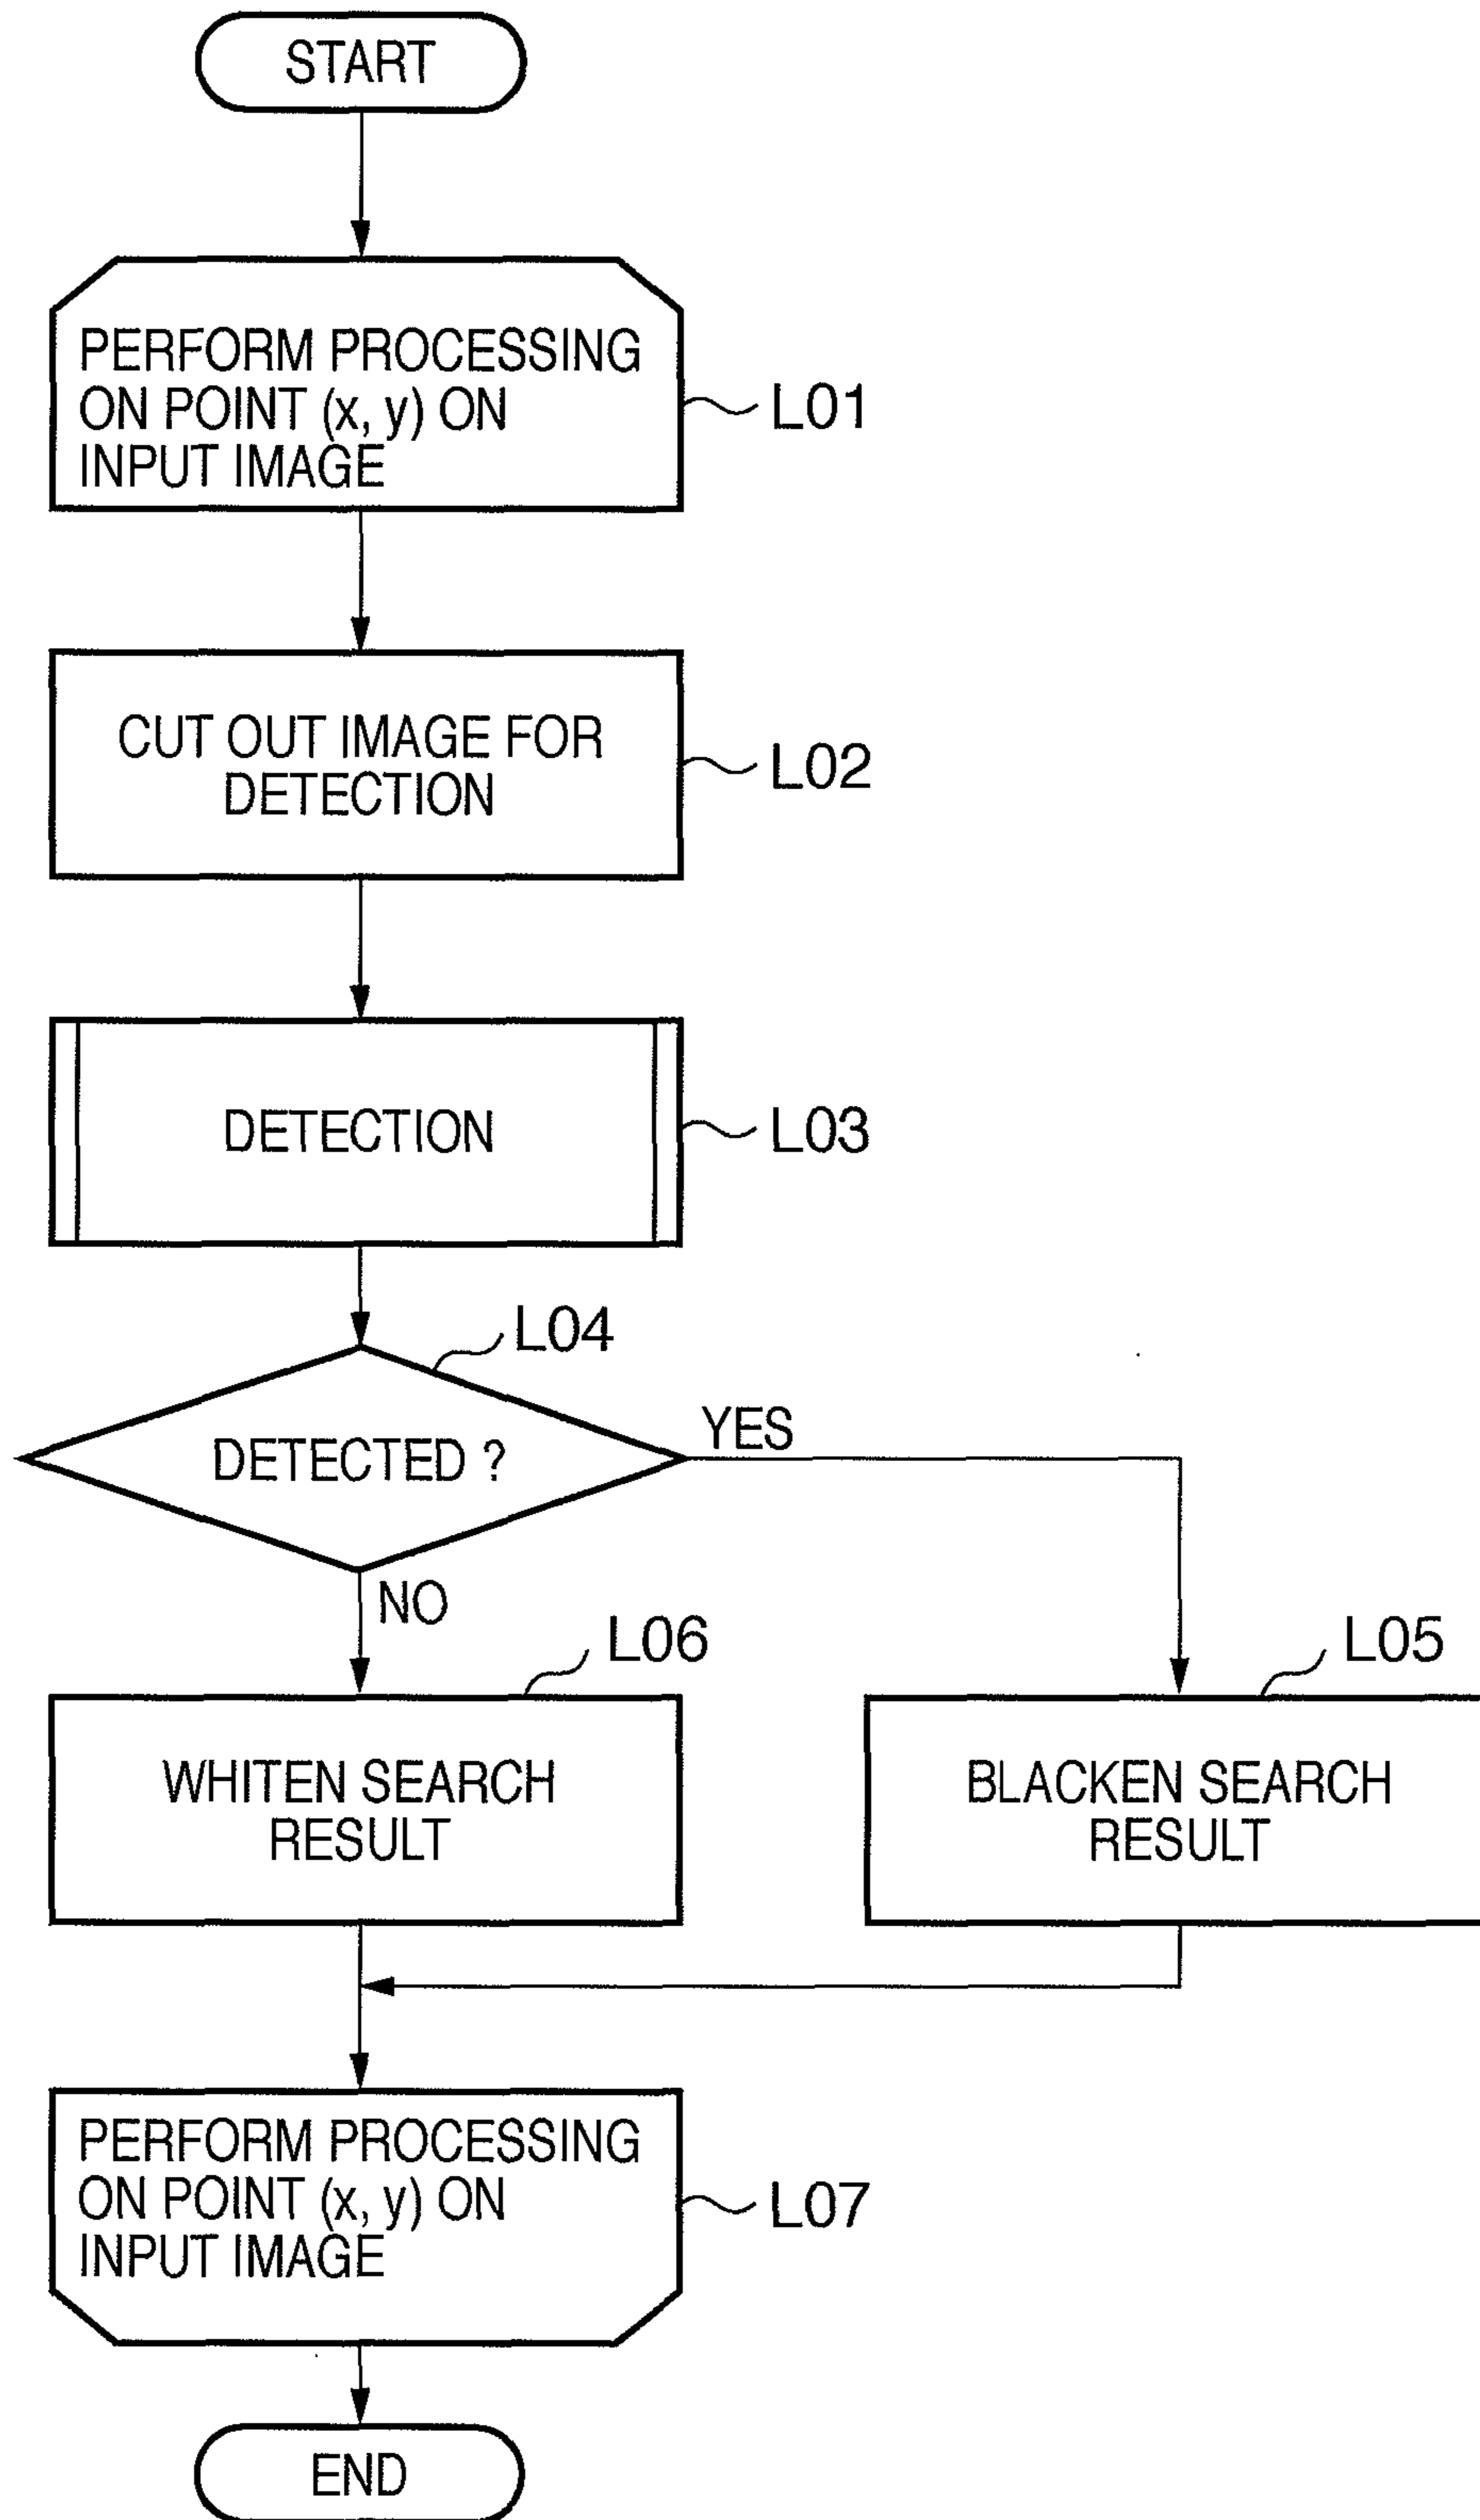 START
PERFORM PROCESSING
ON POINT (x, y) ON
INPUT IMAGE
L01
CUT OUT IMAGE FOR
DETECTION
L02
DETECTION
L03
L04
DETECTED ?
YES
NO
L06
WHITEN SEARCH
RESULT
L05
BLACKEN SEARCH
RESULT
PERFORM PROCESSING
ON POINT (x, y) ON
INPUT IMAGE
L07
END